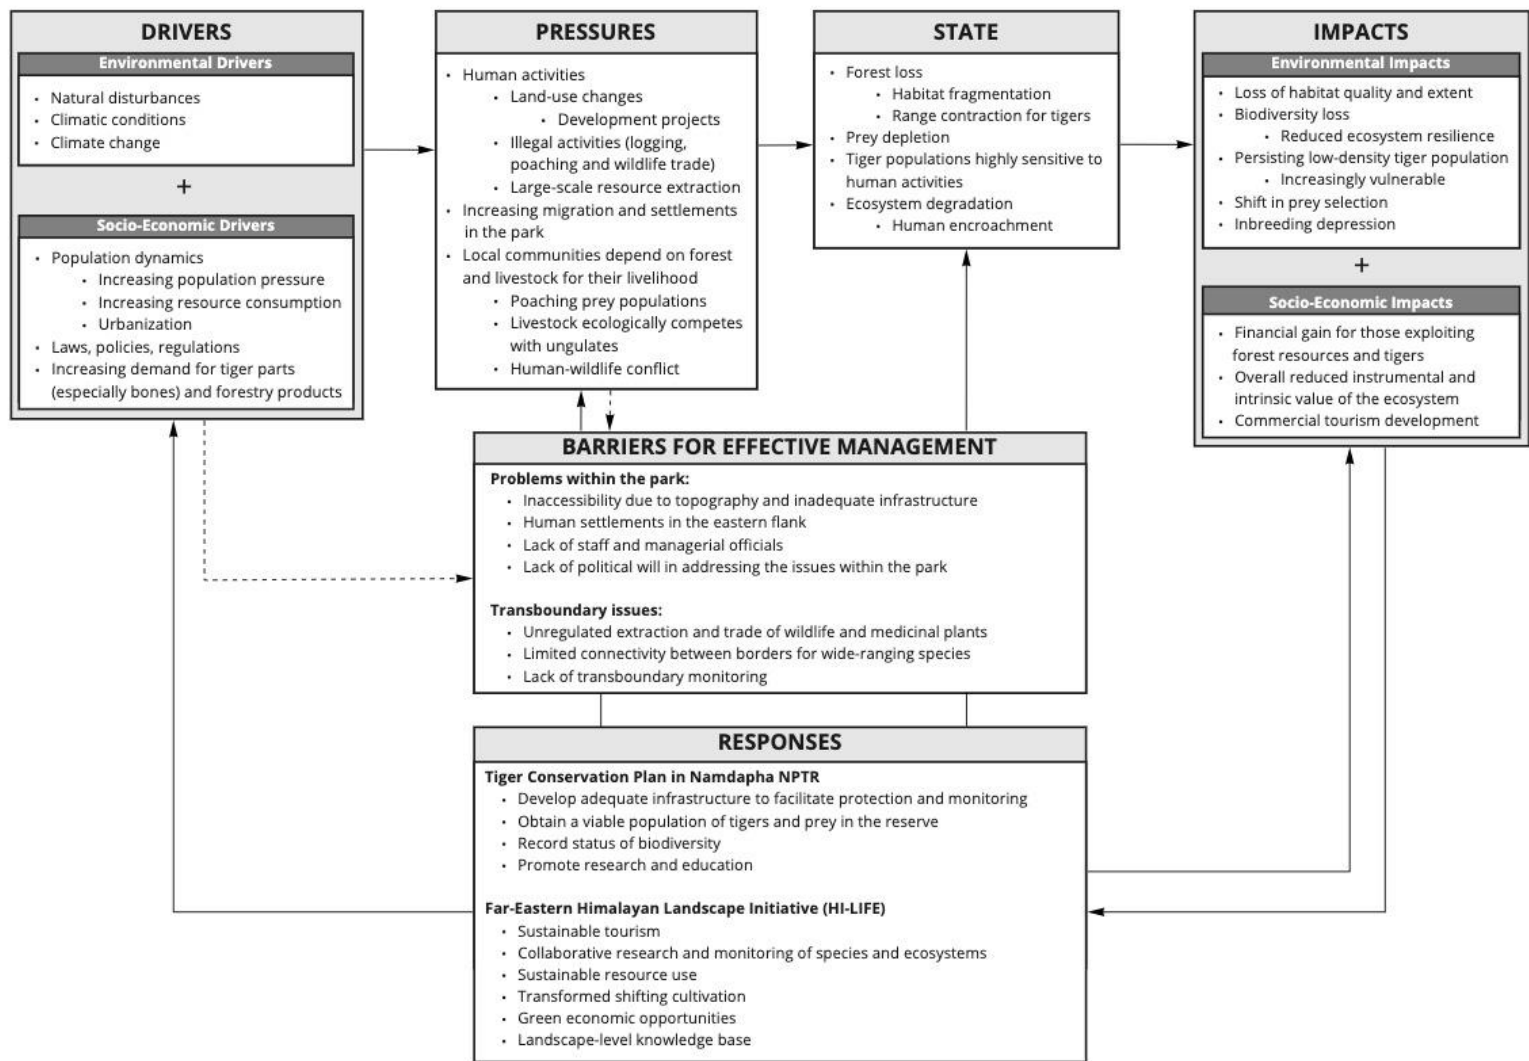 DRIVERS
Environmental Drivers
• Natural disturbances
• Climatic conditions
• Climate change
+
Socio-Economic Drivers
• Population dynamics
• Increasing population pressure
• Increasing resource consumption
• Urbanization
• Laws, policies, regulations
• Increasing demand for tiger parts
(especially bones) and forestry products
PRESSURES
• Human activities
• Land-use changes
• Development projects
• Illegal activities (logging,
poaching and wildlife trade)
• Large-scale resource extraction
• Increasing migration and settlements
in the park
• Local communities depend on forest
and livestock for their livelihood
• Poaching prey populations
• Livestock ecologically competes
with ungulates
• Human-wildlife conflict
STATE
• Forest loss
• Habitat fragmentation
• Range contraction for tigers
• Prey depletion
• Tiger populations highly sensitive to
human activities
• Ecosystem degradation
• Human encroachment
IMPACTS
Environmental Impacts
• Loss of habitat quality and extent
• Biodiversity loss
• Reduced ecosystem resilience
• Persisting low-density tiger population
• Increasingly vulnerable
• Shift in prey selection
• Inbreeding depression
+
Socio-Economic Impacts
• Financial gain for those exploiting
forest resources and tigers
• Overall reduced instrumental and
intrinsic value of the ecosystem
• Commercial tourism development
BARRIERS FOR EFFECTIVE MANAGEMENT
Problems within the park:
• Inaccessibility due to topography and inadequate infrastructure
• Human settlements in the eastern flank
• Lack of staff and managerial officials
• Lack of political will in addressing the issues within the park
Transboundary issues:
• Unregulated extraction and trade of wildlife and medicinal plants
• Limited connectivity between borders for wide-ranging species
• Lack of transboundary monitoring
RESPONSES
Tiger Conservation Plan in Namdapha NPTR
• Develop adequate infrastructure to facilitate protection and monitoring
• Obtain a viable population of tigers and prey in the reserve
• Record status of biodiversity
• Promote research and education
Far-Eastern Himalayan Landscape Initiative (HI-LIFE)
• Sustainable tourism
• Collaborative research and monitoring of species and ecosystems
• Sustainable resource use
• Transformed shifting cultivation
• Green economic opportunities
• Landscape-level knowledge base